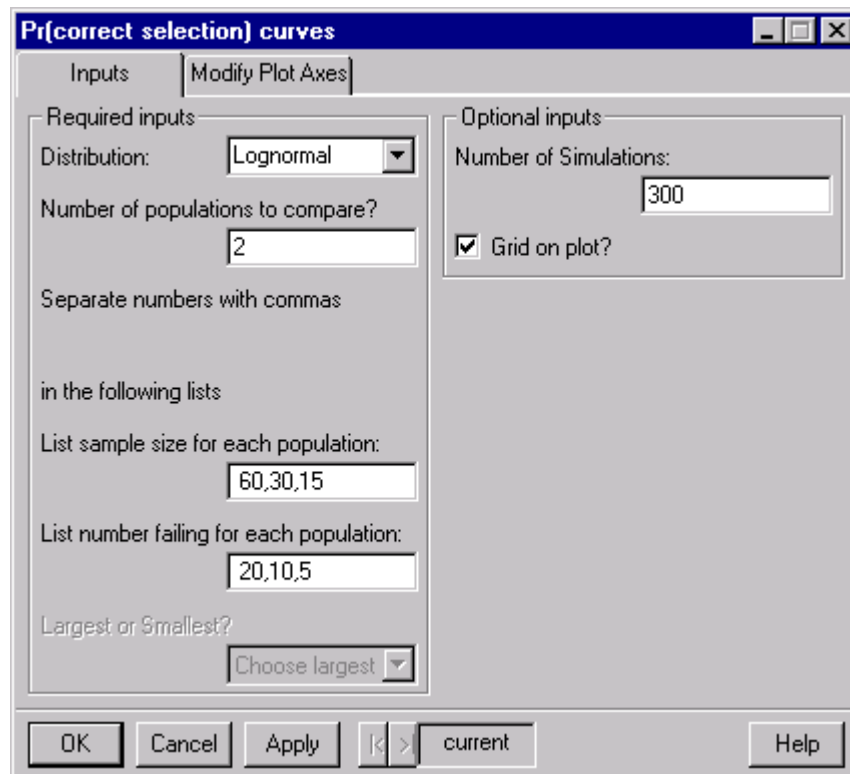 Pr(correct selection) curves
Inputs
Modify Plot Axes
Required inputs
Distribution:
Lognormal
Number of populations to compare?
2
Separate numbers with commas
in the following lists
List sample size for each population:
60,30,15
List number failing for each population:
20,10,5
Largest or Smallest?
Choose largest
Optional inputs
Number of Simulations:
300
Grid on plot?
OK
Cancel
Apply
|<
>|
current
Help